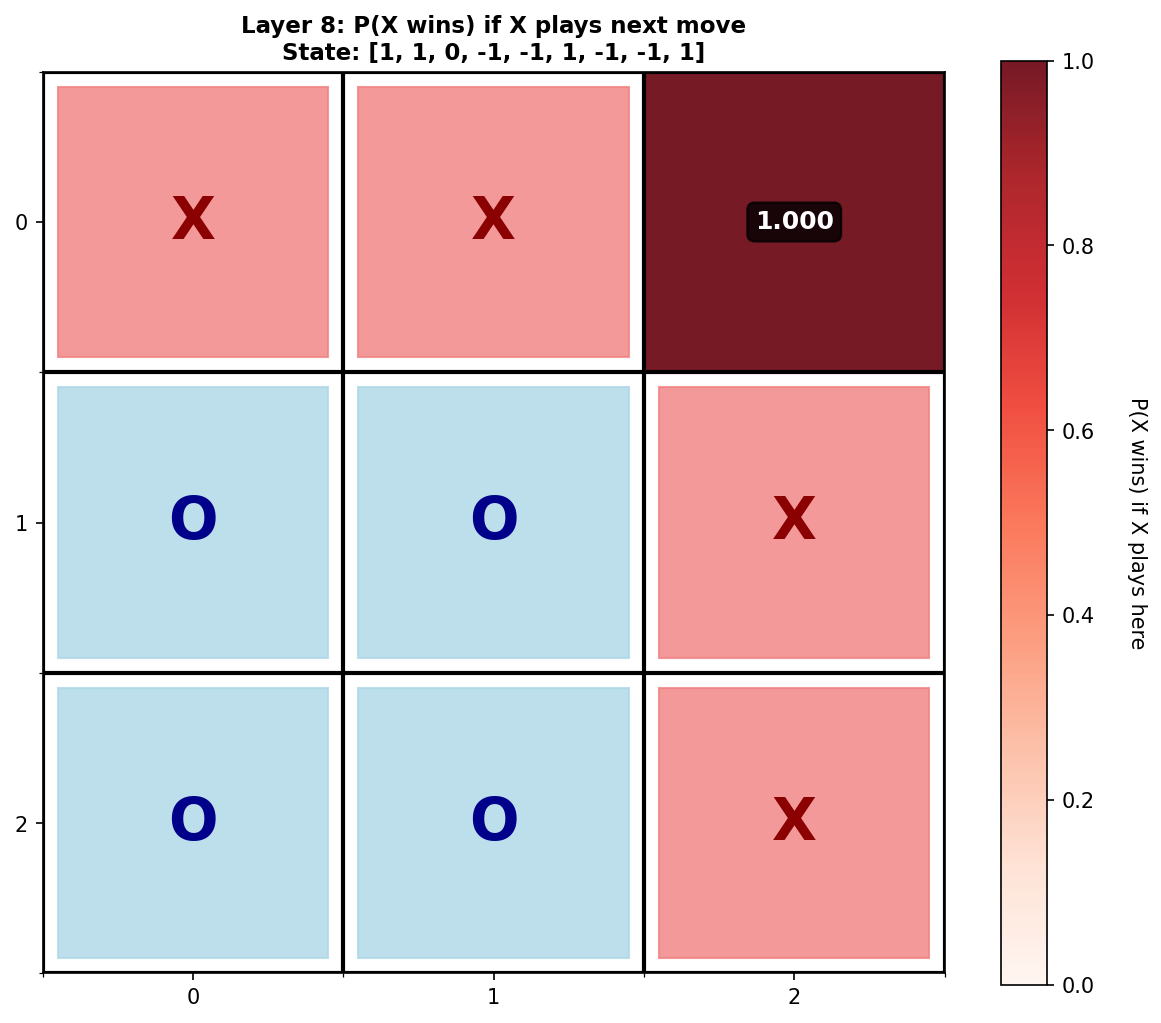 Layer 8: P(X wins) if X plays next move
State: [1, 1, 0, -1, -1, 1, -1, -1, 1]
X
X
1.000
O
O
X
O
O
X
0
1
2
0
1
2
1.0
0.8
0.6
0.4
0.2
0.0
P(X wins) if X plays here